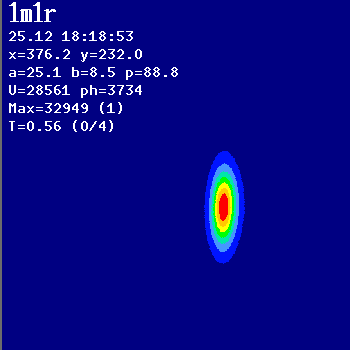 1m1r
25.12 18:18:53
x=376.2 y=232.0
a=25.1 b=8.5 p=88.8
U=28561 ph=3734
Max=32949 (1)
T=0.56 (0/4)